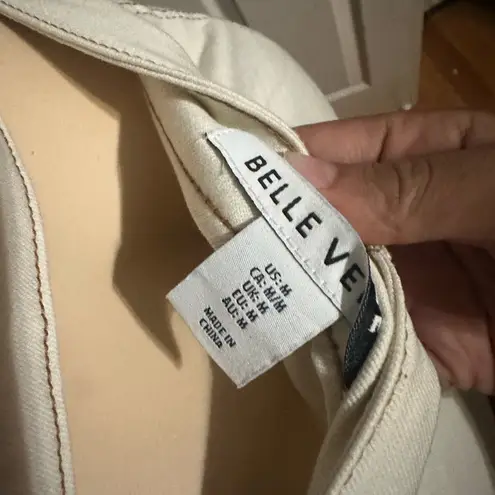 BELLE VE
US: M
CA: M/M
UK: M
EU: M
AU: M
MADE IN
CHINA